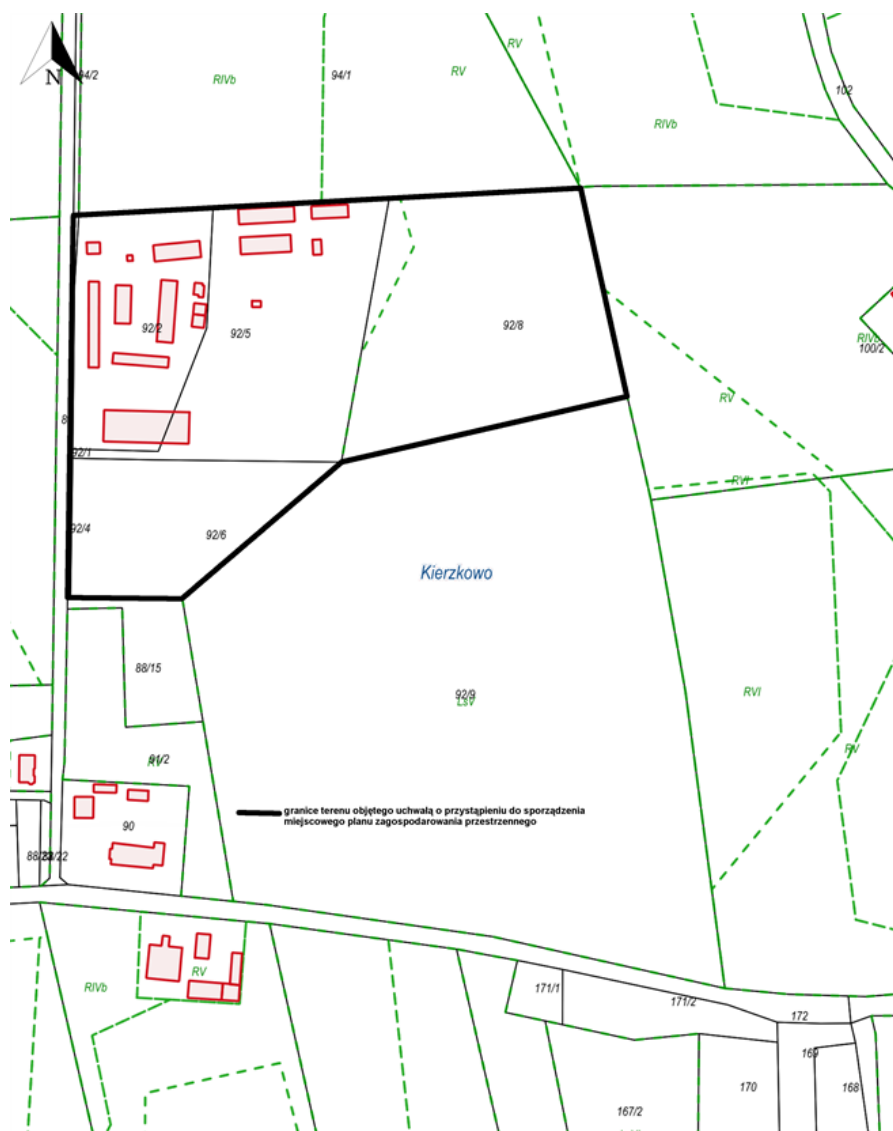 N
94/2
RIVb
94/1
RV
RV
102
RIVb
92/2
92/5
92/8
RIVb
100/2
8
92/1
RV
RVI
92/4
92/6
Kierzkowo
88/15
92/9
LsV
RVI
91/2
RV
RV
granice terenu objętego uchwałą o przystąpieniu do sporządzenia
miejscowego planu zagospodarowania przestrzennego
90
RIVb
RV
171/1
171/2
172
169
170
168
167/2